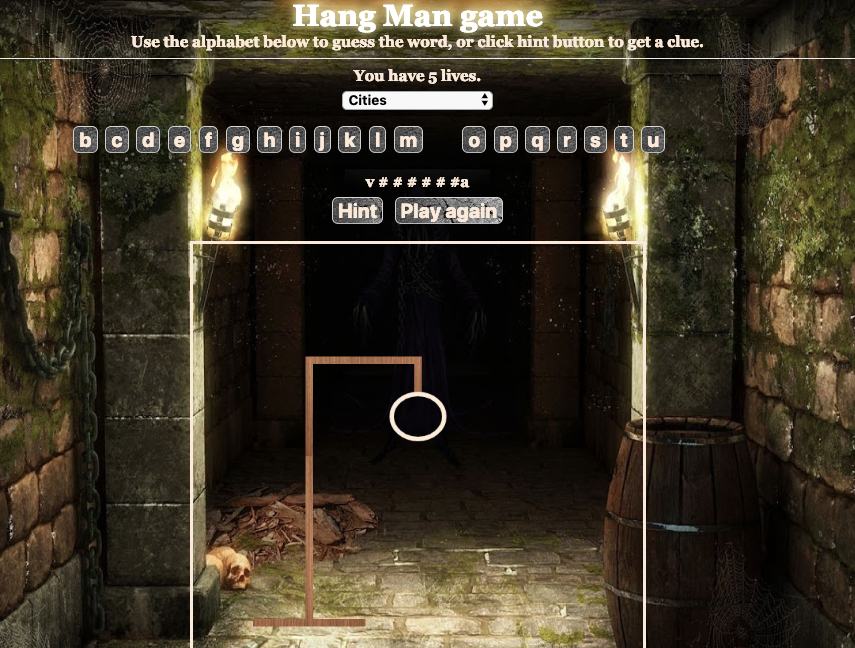 Hang Man game
Use the alphabet below to guess the word, or click hint button to get a clue.
You have 5 lives.
Cities
b c d e f g h i j k l m o p q r s t u
v # # # # # #a
Hint Play again